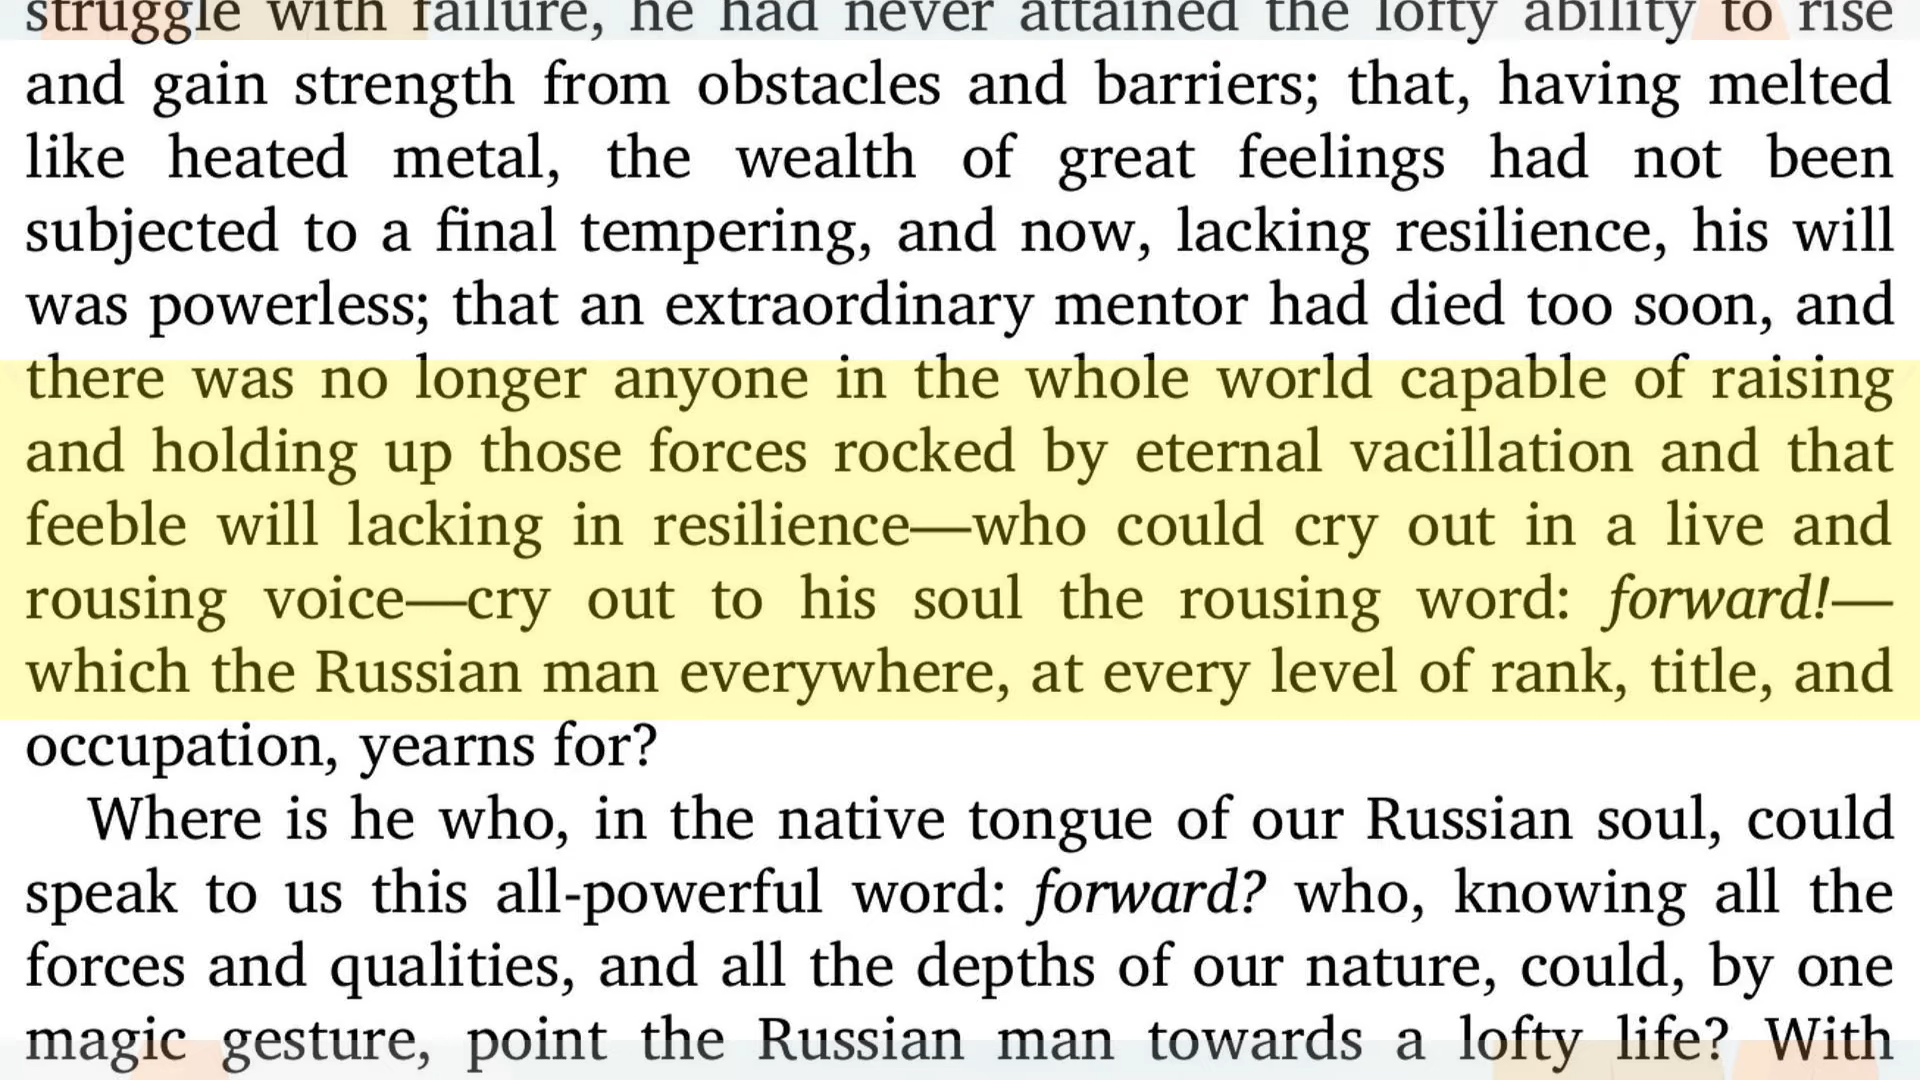 struggle with failure, he had never attained the lofty ability to rise
and gain strength from obstacles and barriers; that, having melted
like heated metal, the wealth of great feelings had not been
subjected to a final tempering, and now, lacking resilience, his will
was powerless; that an extraordinary mentor had died too soon, and
there was no longer anyone in the whole world capable of raising
and holding up those forces rocked by eternal vacillation and that
feeble will lacking in resilience—who could cry out in a live and
rousing voice—cry out to his soul the rousing word: forward!—
which the Russian man everywhere, at every level of rank, title, and
occupation, yearns for?
Where is he who, in the native tongue of our Russian soul, could
speak to us this all-powerful word: forward? who, knowing all the
forces and qualities, and all the depths of our nature, could, by one
magic gesture, point the Russian man towards a lofty life? With